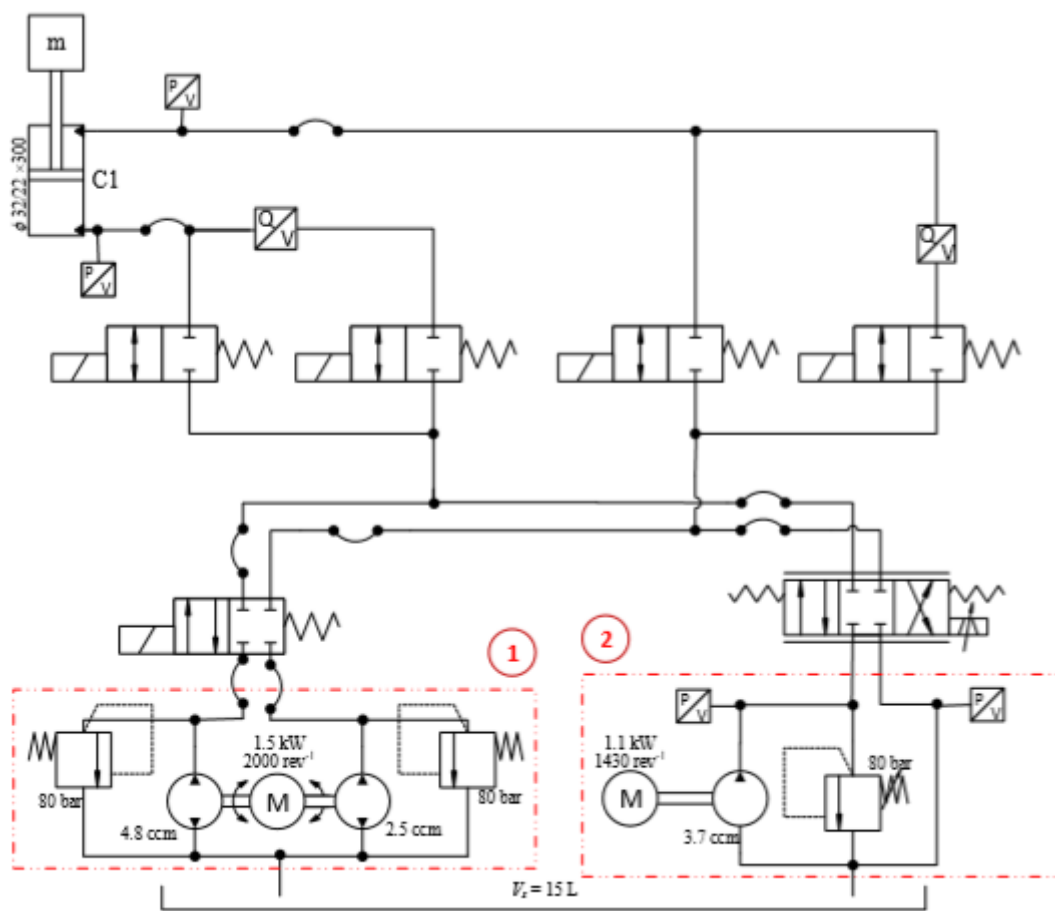 m
P
V
C1
ϕ 32/22 ×300
Q
V
P
V
Q
V
1
2
1.5 kW
2000 rev⁻¹
M
80 bar
80 bar
4.8 ccm
2.5 ccm
P
V
P
V
1.1 kW
1430 rev⁻¹
M
80 bar
3.7 ccm
Vₛ = 15 L